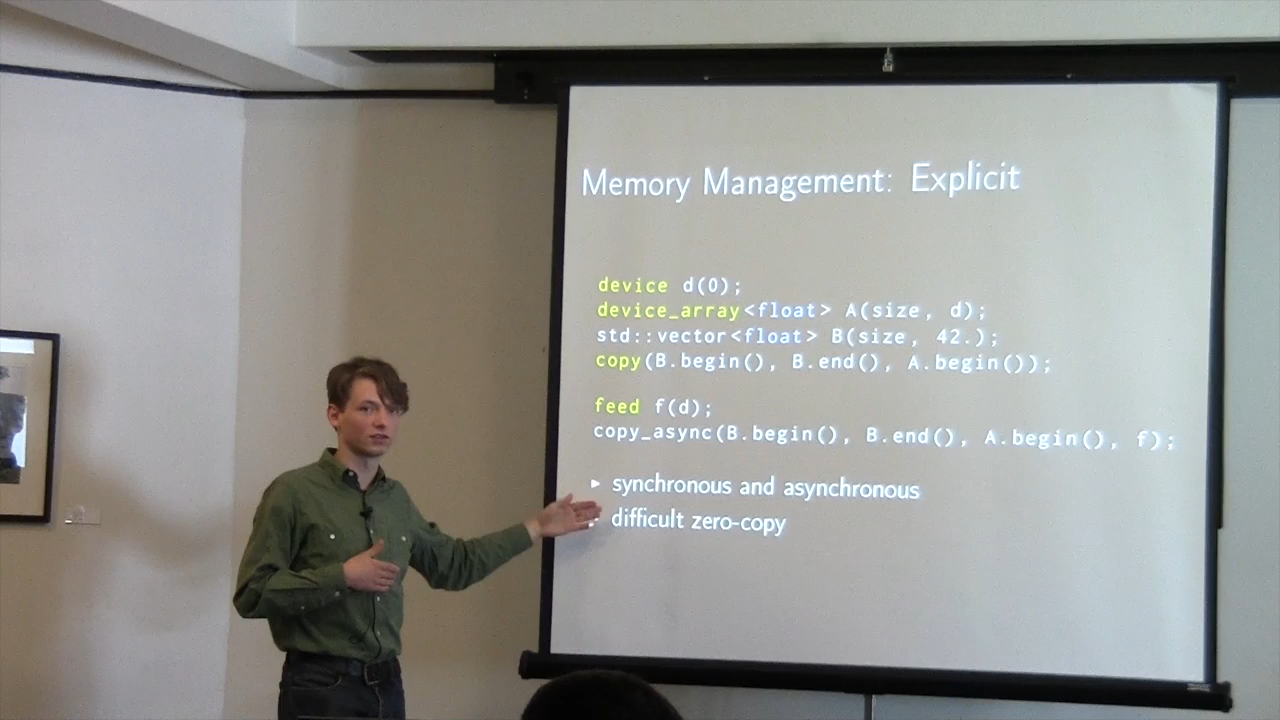 Memory Management: Explicit
device d(0);
device_array<float> A(size, d);
std::vector<float> B(size, 42.);
copy(B.begin(), B.end(), A.begin());
feed f(d);
copy_async(B.begin(), B.end(), A.begin(), f);
▸ synchronous and asynchronous
difficult zero-copy